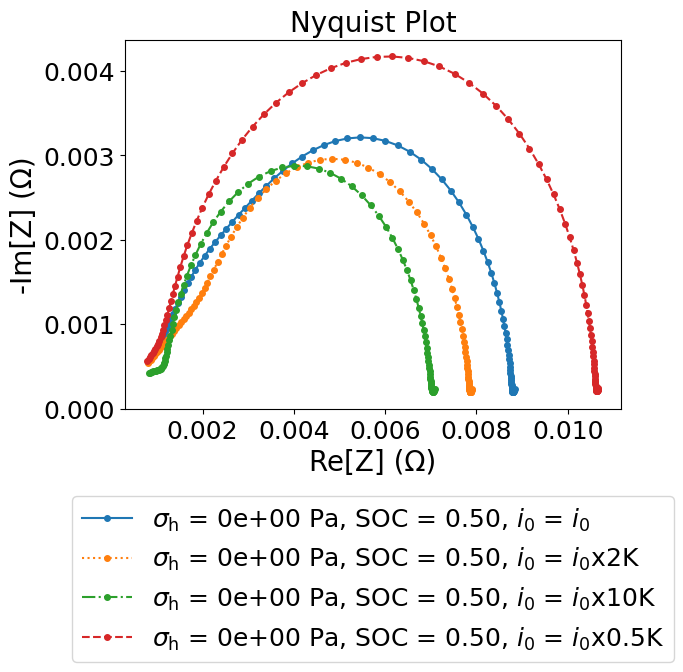 Nyquist Plot
-Im[Z] (Ω)
0.004
0.003
0.002
0.001
0.000
0.002 0.004 0.006 0.008 0.010
Re[Z] (Ω)
σh = 0e+00 Pa, SOC = 0.50, i0 = i0
σh = 0e+00 Pa, SOC = 0.50, i0 = i0x2K
σh = 0e+00 Pa, SOC = 0.50, i0 = i0x10K
σh = 0e+00 Pa, SOC = 0.50, i0 = i0x0.5K